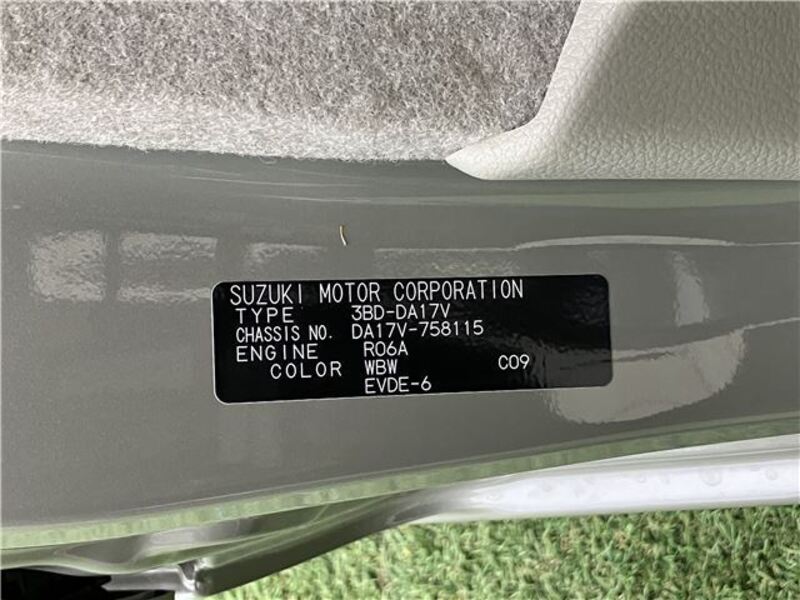 SUZUKI MOTOR CORPORATION
TYPE 3BD-DA17V
CHASSIS NO. DA17V-758115
ENGINE R06A
COLOR WBW C09
EVDE-6